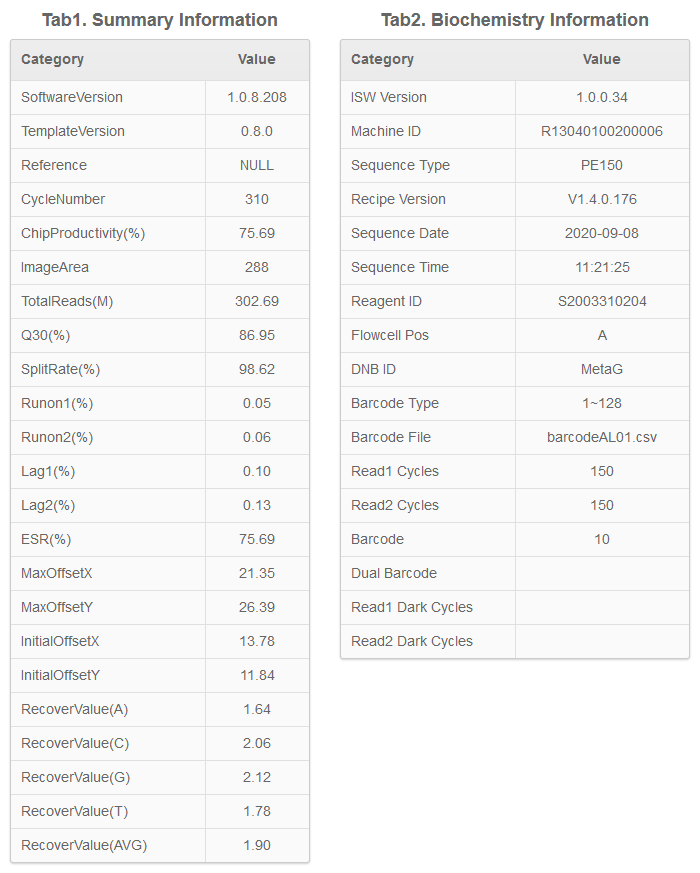 Tab1. Summary Information
Category Value
SoftwareVersion 1.0.8.208
TemplateVersion 0.8.0
Reference NULL
CycleNumber 310
ChipProductivity(%) 75.69
ImageArea 288
TotalReads(M) 302.69
Q30(%) 86.95
SplitRate(%) 98.62
Runon1(%) 0.05
Runon2(%) 0.06
Lag1(%) 0.10
Lag2(%) 0.13
ESR(%) 75.69
MaxOffsetX 21.35
MaxOffsetY 26.39
InitialOffsetX 13.78
InitialOffsetY 11.84
RecoverValue(A) 1.64
RecoverValue(C) 2.06
RecoverValue(G) 2.12
RecoverValue(T) 1.78
RecoverValue(AVG) 1.90
Tab2. Biochemistry Information
Category Value
ISW Version 1.0.0.34
Machine ID R13040100200006
Sequence Type PE150
Recipe Version V1.4.0.176
Sequence Date 2020-09-08
Sequence Time 11:21:25
Reagent ID S2003310204
Flowcell Pos A
DNB ID MetaG
Barcode Type 1~128
Barcode File barcodeAL01.csv
Read1 Cycles 150
Read2 Cycles 150
Barcode 10
Dual Barcode
Read1 Dark Cycles
Read2 Dark Cycles